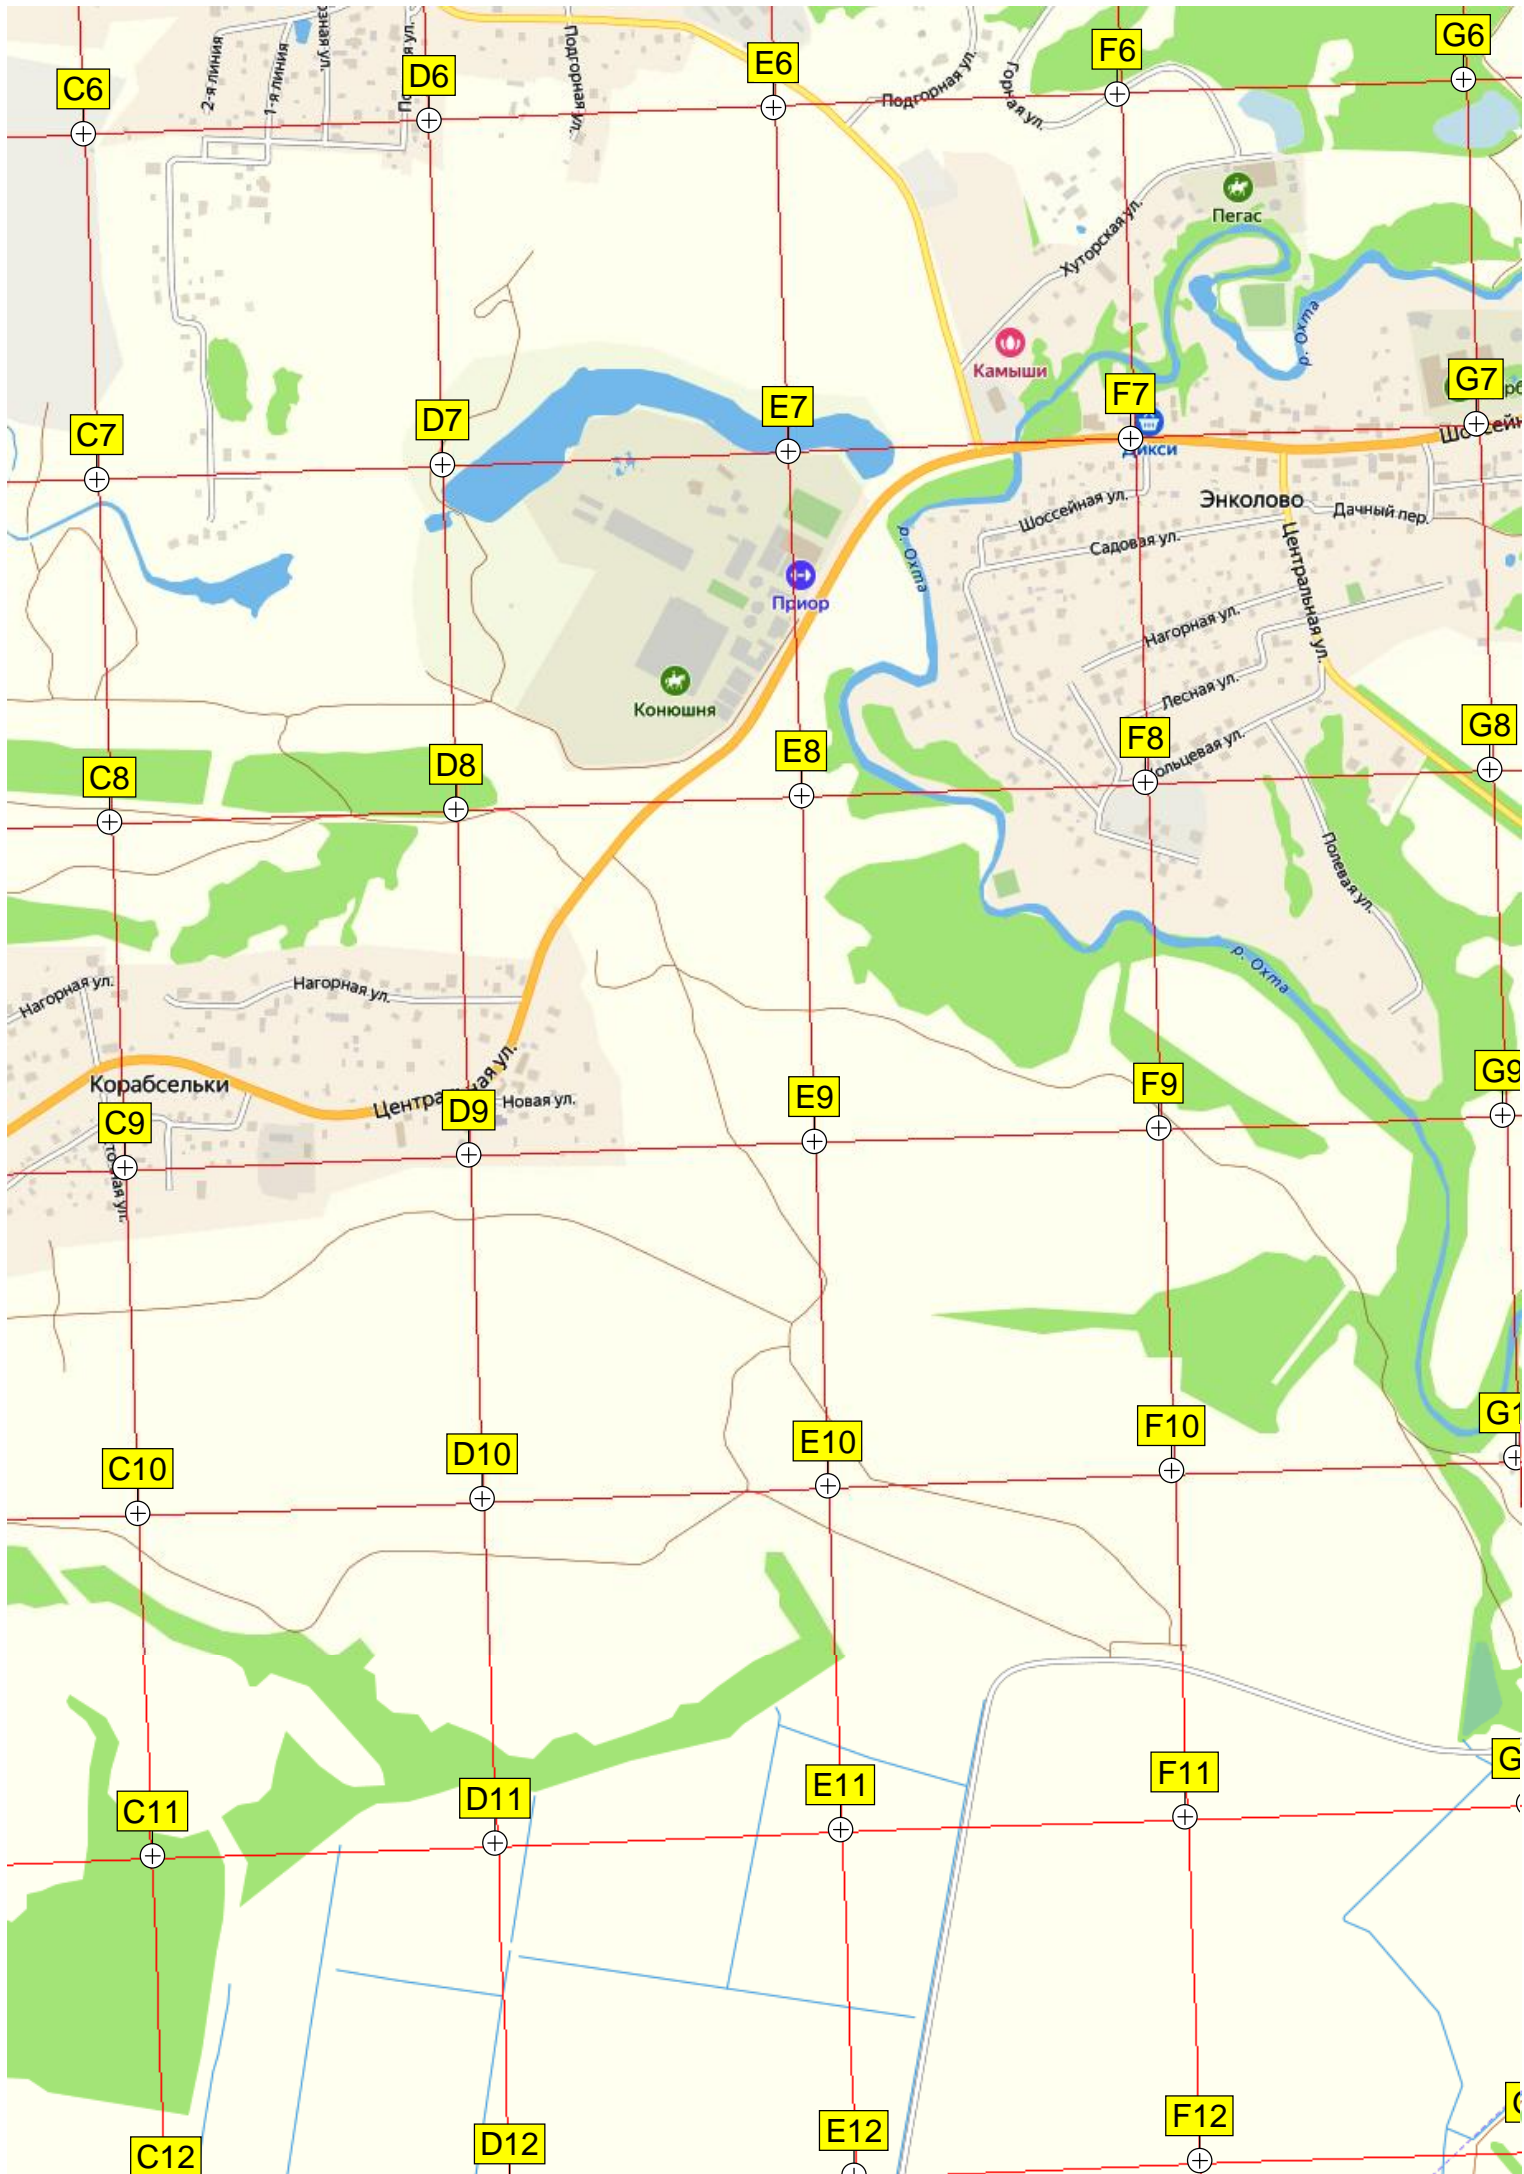 G6
F6
E6
D6
C6
2-я линия
1-я линия
Подгорная ул.
Подгорная ул.
Горная ул.
Пегас
Хуторская ул.
р. Охта
Камыши
G7
F7
E7
D7
C7
Дикси
Энколово
Шоссейная ул.
Дачный пер.
Садовая ул.
р. Охта
Центральная ул.
Приор
Нагорная ул.
Лесная ул.
Конюшня
G8
F8
E8
D8
C8
Полевая ул.
р. Охта
Нагорная ул.
Нагорная ул.
Корабсельки
Новая ул.
G9
F9
E9
D9
C9
F10
E10
D10
C10
F11
E11
D11
C11
F12
E12
D12
C12